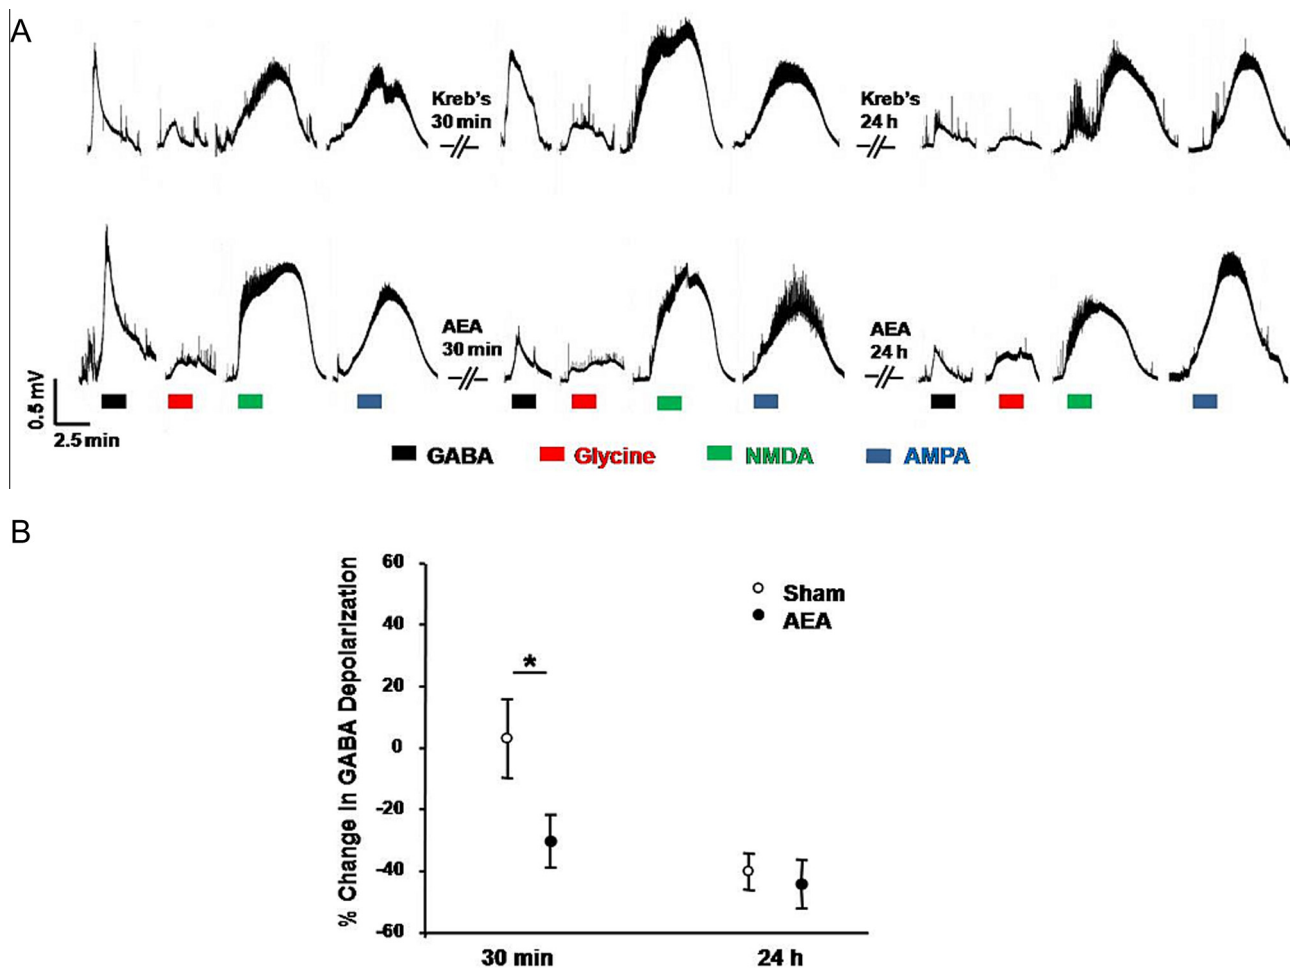 A
Kreb's
30 min
Kreb's
24 h
AEA
30 min
AEA
24 h
0.5 mV
2.5 min
GABA
Glycine
NMDA
AMPA
B
% Change In GABA Depolarization
60
40
20
0
-20
-40
-60
Sham
AEA
*
30 min
24 h